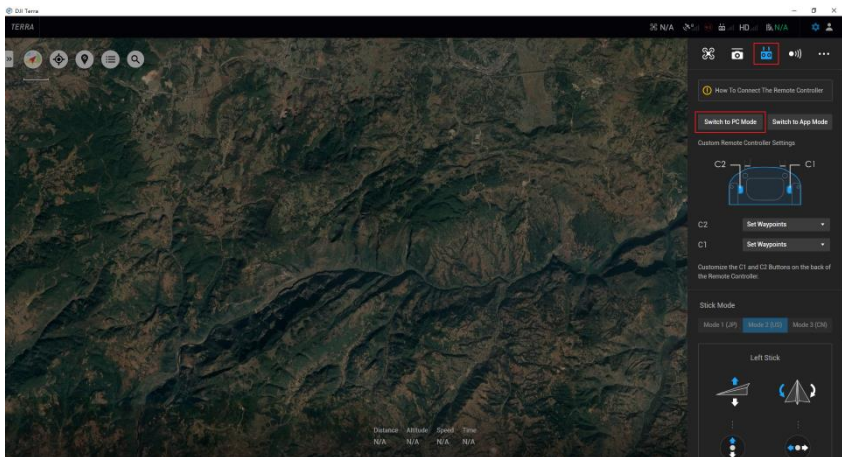 DJI Terra
TERRA
N/A HD N/A
How To Connect The Remote Controller
Switch to PC Mode Switch to App Mode
Custom Remote Controller Settings
C2 C1
C2 Set Waypoints
C1 Set Waypoints
Customize the C1 and C2 Buttons on the back of
the Remote Controller.
Stick Mode
Mode 1 (JP) Mode 2 (US) Mode 3 (CN)
Left Stick
Distance Altitude Speed Time
N/A N/A N/A N/A